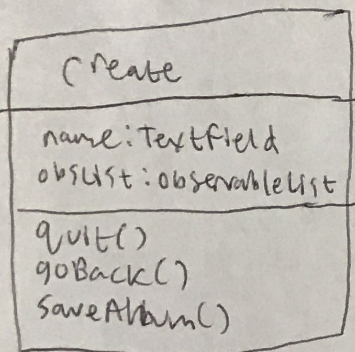 Create
name: Textfield
obsList: observableList
quit()
goBack()
saveAlbum()